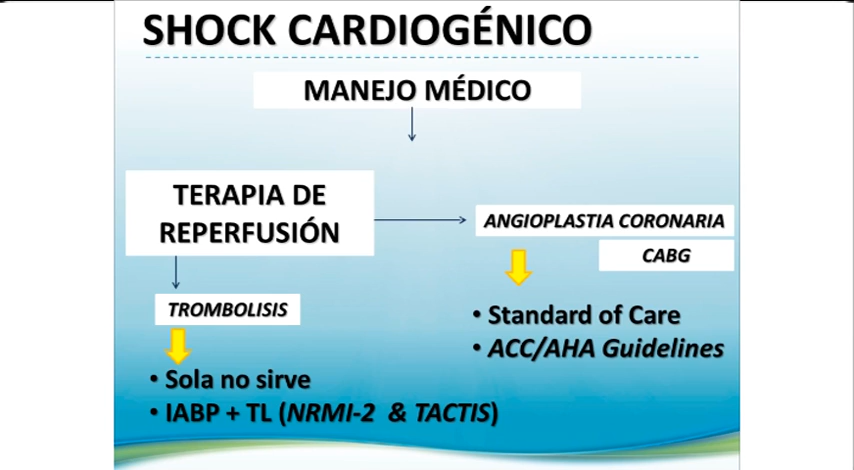 SHOCK CARDIOGÉNICO
MANEJO MÉDICO
TERAPIA DE
REPERFUSIÓN
ANGIOPLASTIA CORONARIA
CABG
TROMBOLISIS
• Standard of Care
• ACC/AHA Guidelines
• Sola no sirve
• IABP + TL (NRMI-2 & TACTIS)